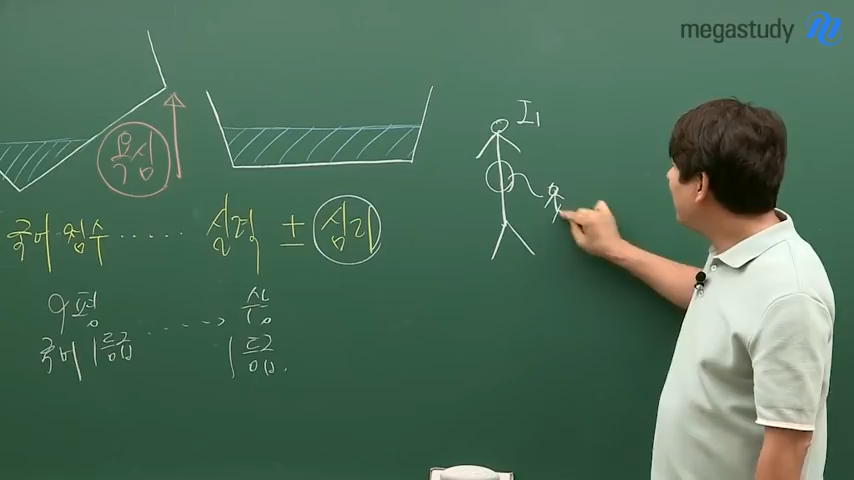 megastudy
I1
욕심
국어 점수 ······ 실력 ± 심리
9평 ····→ 수능
국어 1등급 1등급.